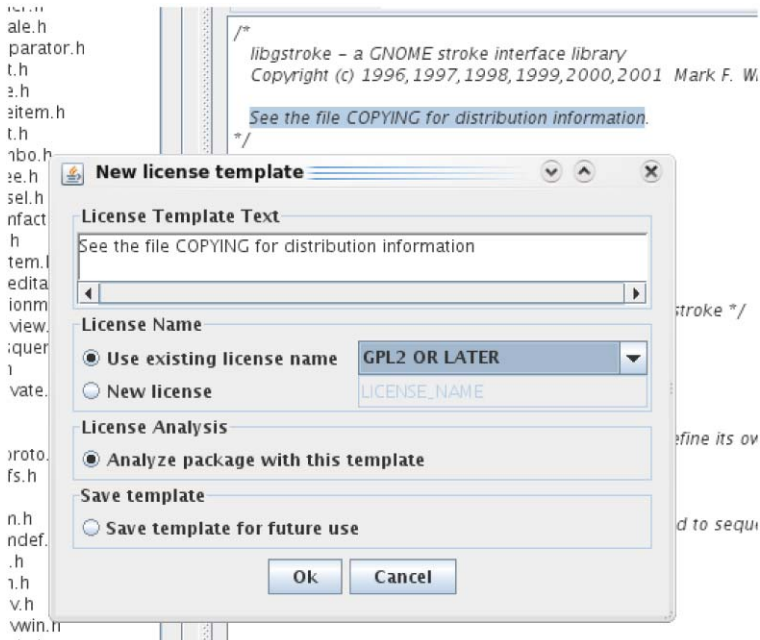 ale.h
parator.h
t.h
e.h
eitem.h
t.h
mbo.h
ee.h
sel.h
nfact
h
tem.
edita
ionm
view.
squer
vate.
proto.
fs.h
n.h
ndef.
.h
n.h
v.h
vwin.h
/*
libgstroke - a GNOME stroke interface library
Copyright (c) 1996,1997,1998,1999,2000,2001 Mark F.
See the file COPYING for distribution information.
*/
New license template
License Template Text
See the file COPYING for distribution information
License Name
Use existing license name GPL2 OR LATER
New license LICENSE_NAME
License Analysis
Analyze package with this template
Save template
Save template for future use
Ok Cancel
stroke */
efine its ow
d to sequ